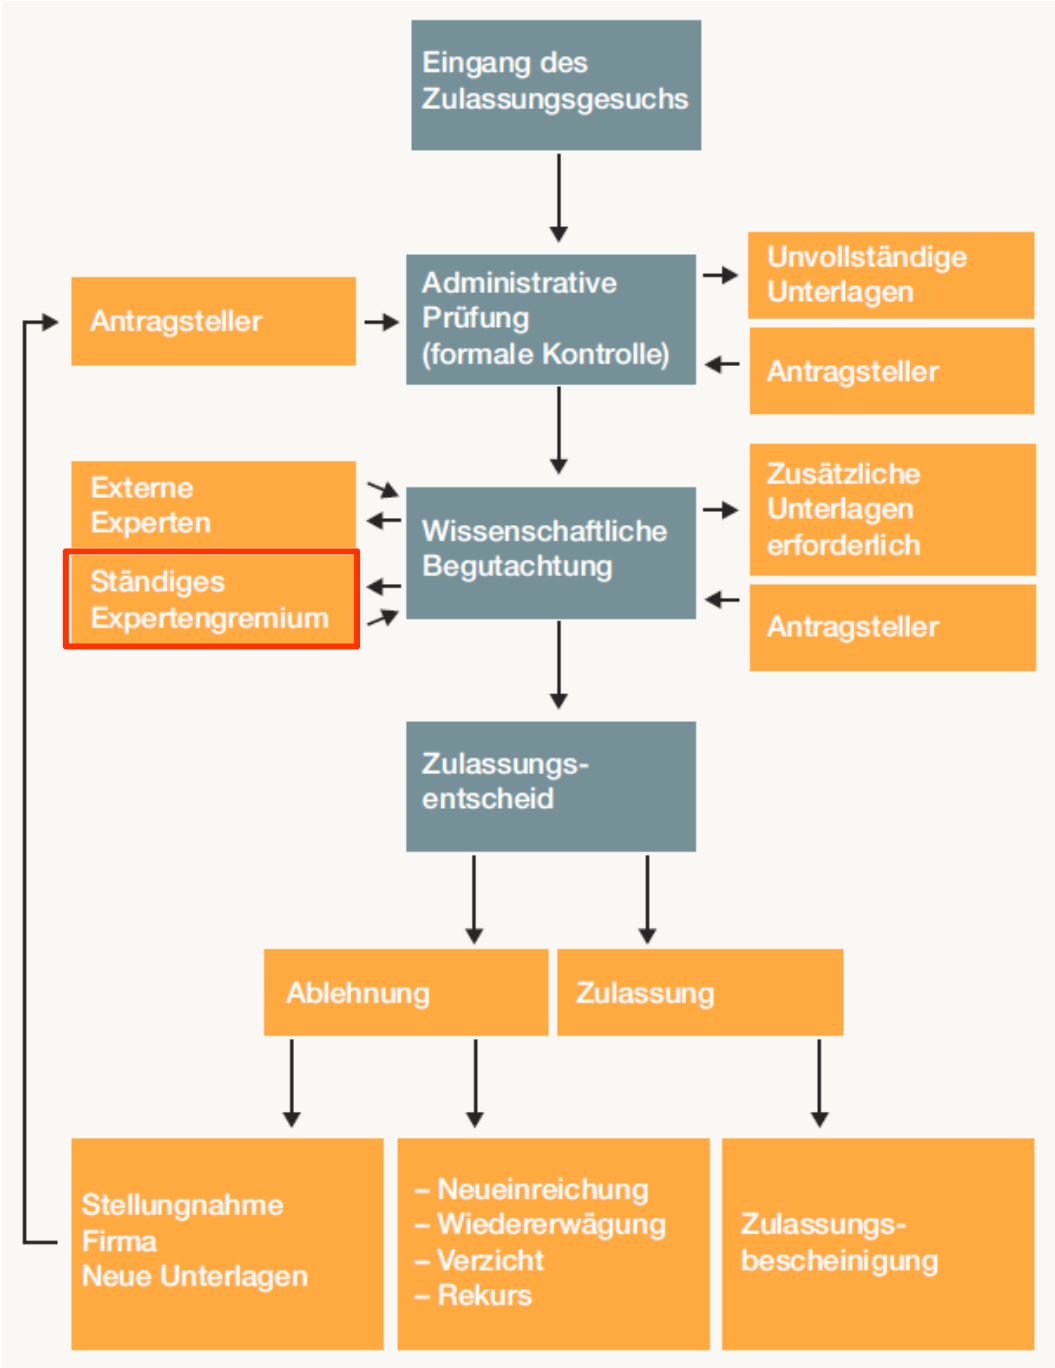 Eingang des
Zulassungsgesuchs
Antragsteller
Administrative
Prüfung
(formale Kontrolle)
Unvollständige
Unterlagen
Antragsteller
Externe
Experten
Ständiges
Expertengremium
Wissenschaftliche
Begutachtung
Zusätzliche
Unterlagen
erforderlich
Antragsteller
Zulassungs-
entscheid
Ablehnung
Zulassung
Stellungnahme
Firma
Neue Unterlagen
– Neueinreichung
– Wiedererwägung
– Verzicht
– Rekurs
Zulassungs-
bescheinigung